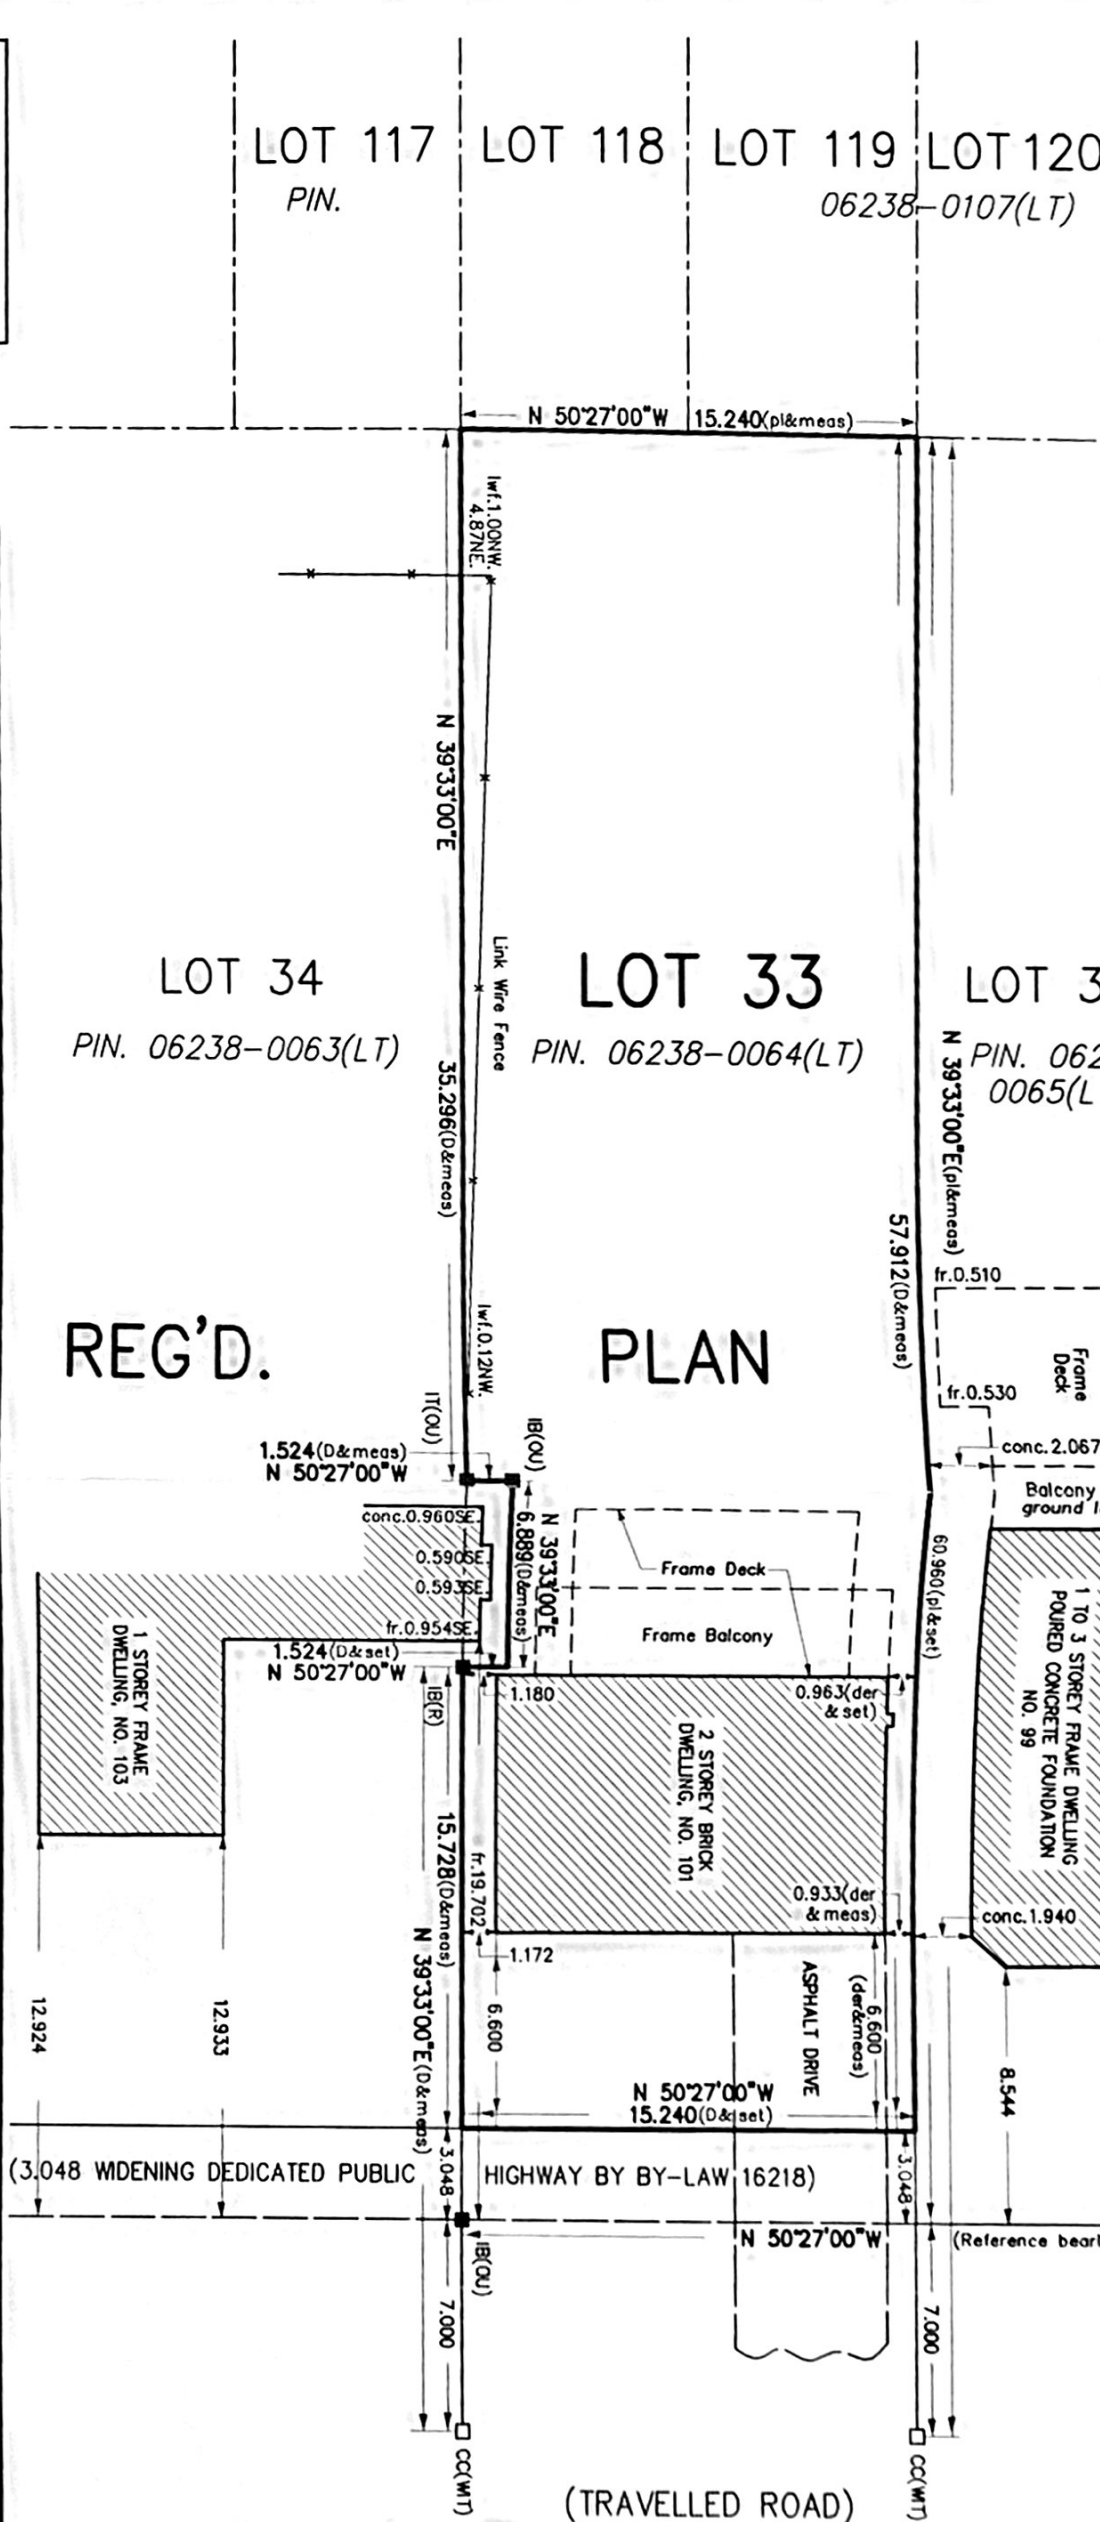 LOT 117
PIN.
LOT 118
LOT 119
LOT 120
06238-0107(LT)
N 50°27'00"W
15.240(pl&meas)
lwf.1.00NW.
4.87NE.
N 39°33'00"E
Link Wire Fence
LOT 34
PIN. 06238-0063(LT)
LOT 33
PIN. 06238-0064(LT)
LOT 3
PIN. 062
0065(L
N 39°33'00"E(pl&meas)
35.296(D&meas)
57.912(D&meas)
fr.0.510
REG'D.
PLAN
lwf.0.12NW.
Frame
Deck
fr.0.530
IT(OU)
IB(OU)
1.524(D&meas)
N 50°27'00"W
conc.2.067
Balcony
ground l
conc.0.960SE.
0.590SE.
0.593SE.
fr.0.954SE.
N 39°33'00"E
6.889(D&meas)
Frame Deck
Frame Balcony
60.960(pl&set)
1.524(D&set)
N 50°27'00"W
IB(R)
1.180
0.963(der
& set)
1 STOREY FRAME
DWELLING, NO. 103
2 STOREY BRICK
DWELLING, NO. 101
1 TO 3 STOREY FRAME DWELLING
POURED CONCRETE FOUNDATION
NO. 99
15.728(D&meas)
fr.19.702
0.933(der
& meas)
conc.1.940
N 39°33'00"E(D&meas)
1.172
6.600
ASPHALT DRIVE
6.600
(der&meas)
12.924
12.933
8.544
N 50°27'00"W
15.240(D&set)
(3.048 WIDENING DEDICATED PUBLIC
3.048
HIGHWAY BY BY-LAW 16218)
3.048
N 50°27'00"W
(Reference bear
IB(OU)
7.000
7.000
CC(WIT)
CC(WIT)
(TRAVELLED ROAD)